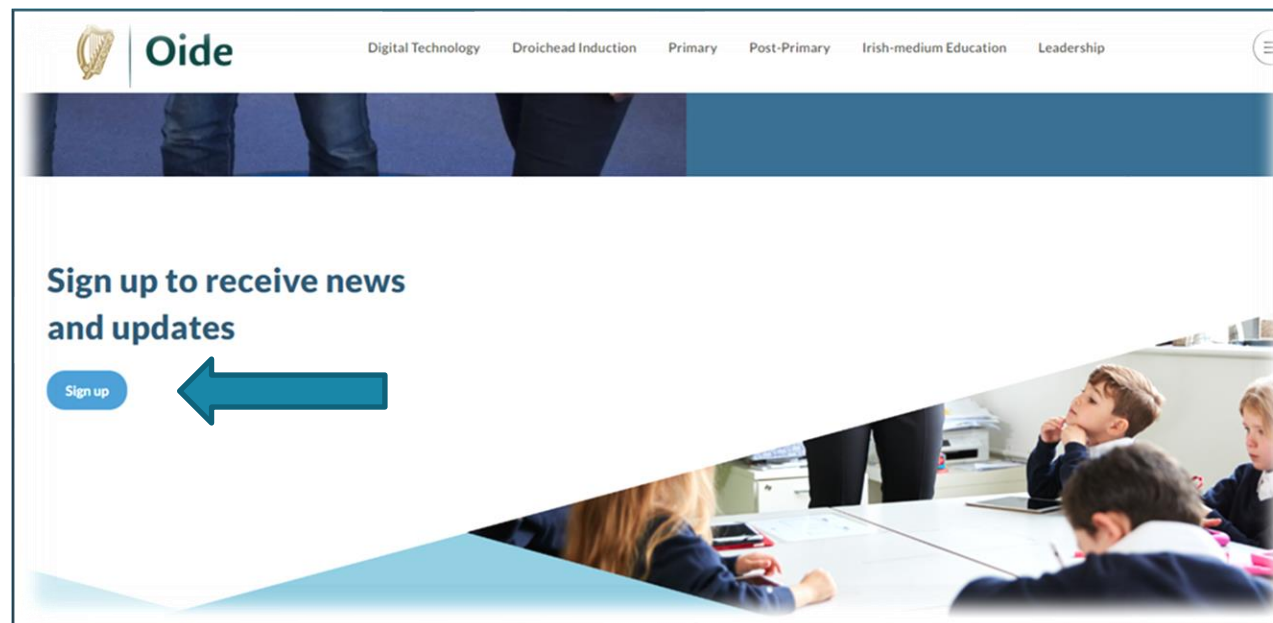 Oide
Digital Technology Droichead Induction Primary Post-Primary Irish-medium Education Leadership
Sign up to receive news
and updates
Sign up